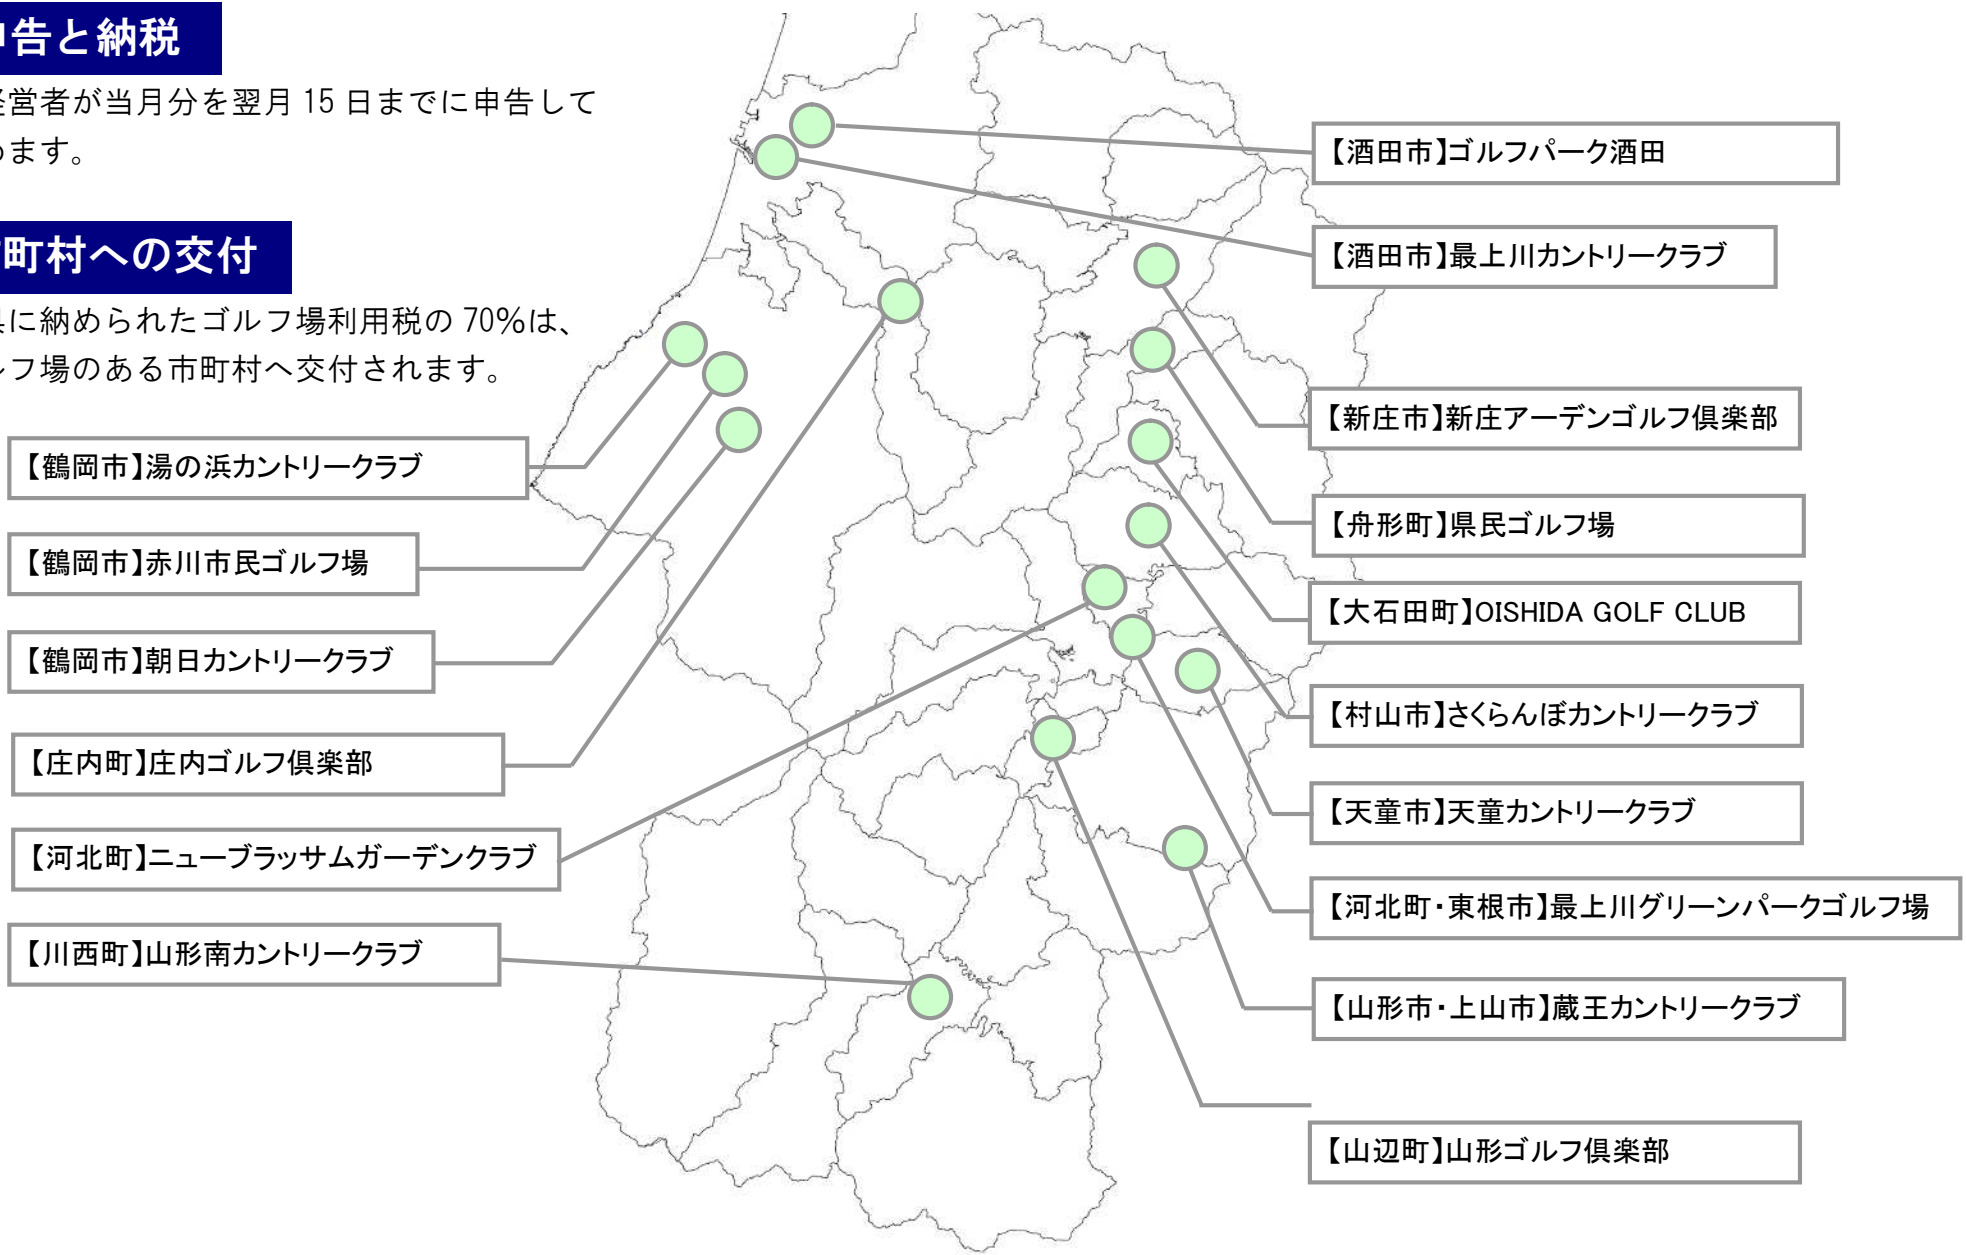 申告と納税
経営者が当月分を翌月 15 日までに申告して
めます。
市町村への交付
県に納められたゴルフ場利用税の 70%は、
ルフ場のある市町村へ交付されます。
【鶴岡市】湯の浜カントリークラブ
【鶴岡市】赤川市民ゴルフ場
【鶴岡市】朝日カントリークラブ
【庄内町】庄内ゴルフ倶楽部
【河北町】ニューブラッサムガーデンクラブ
【川西町】山形南カントリークラブ
【酒田市】ゴルフパーク酒田
【酒田市】最上川カントリークラブ
【新庄市】新庄アーデンゴルフ倶楽部
【舟形町】県民ゴルフ場
【大石田町】OISHIDA GOLF CLUB
【村山市】さくらんぼカントリークラブ
【天童市】天童カントリークラブ
【河北町・東根市】最上川グリーンパークゴルフ場
【山形市・上山市】蔵王カントリークラブ
【山辺町】山形ゴルフ倶楽部